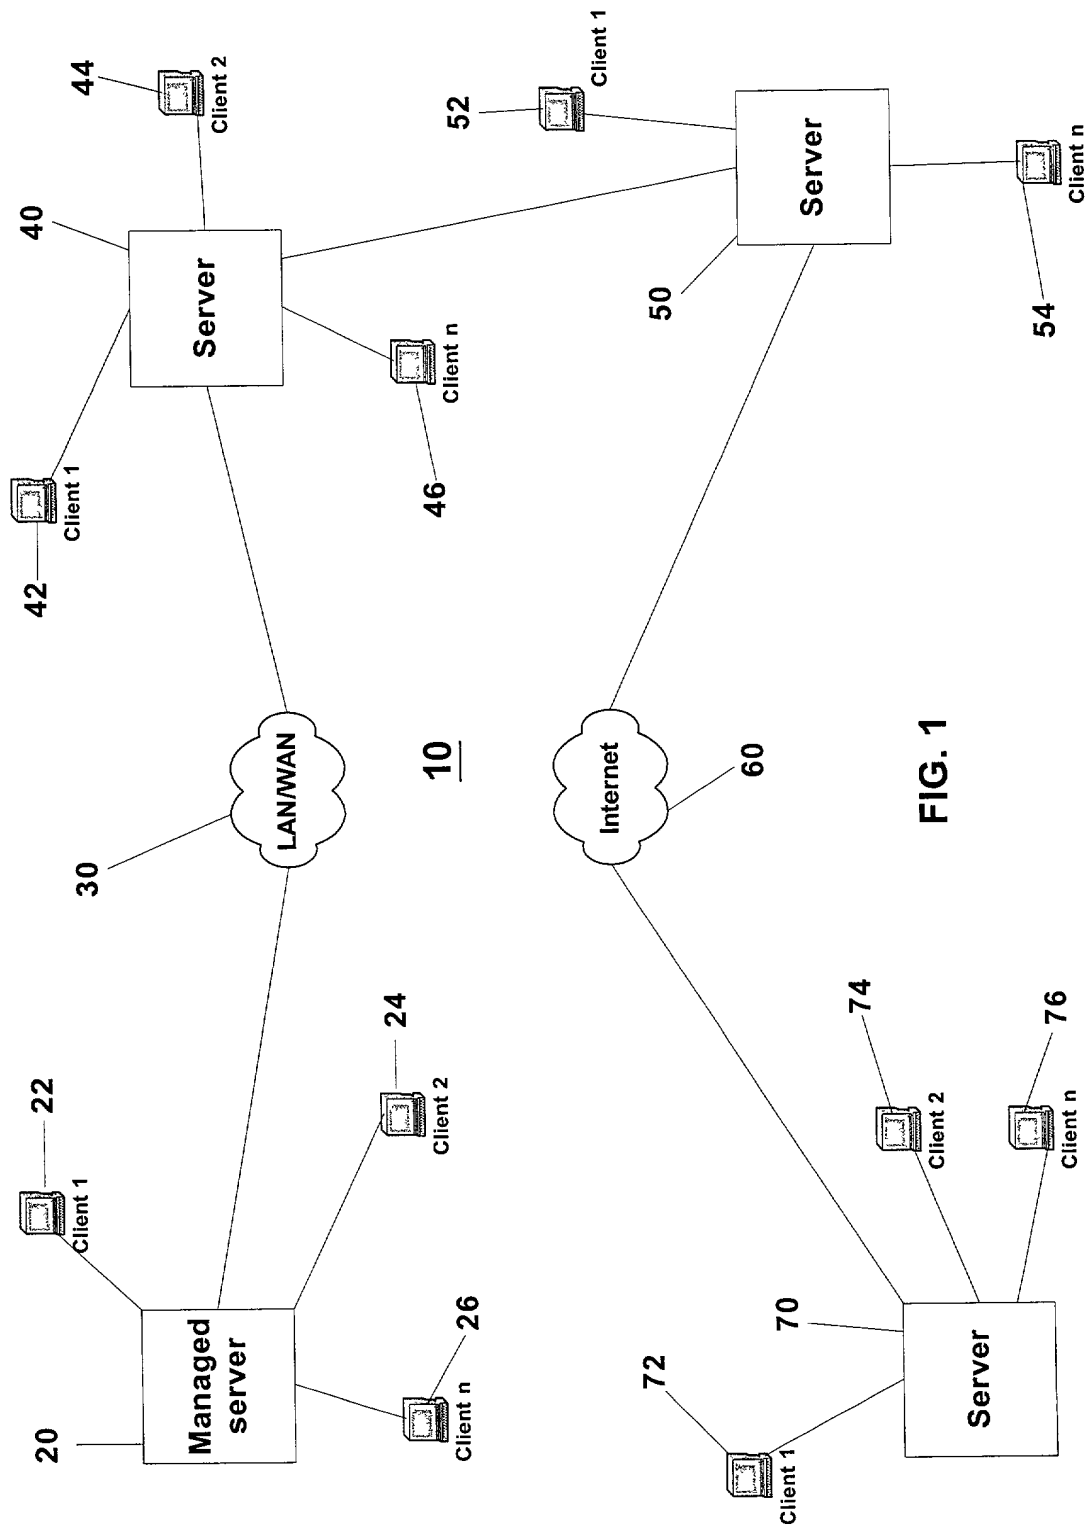 20
22
Client 1
Managed
server
24
Client 2
26
Client n
30
LAN/WAN
42
Client 1
40
44
Client 2
Server
46
Client n
10
72
Client 1
70
Server
74
Client 2
76
Client n
Internet
60
52
Client 1
50
Server
54
Client n
FIG. 1